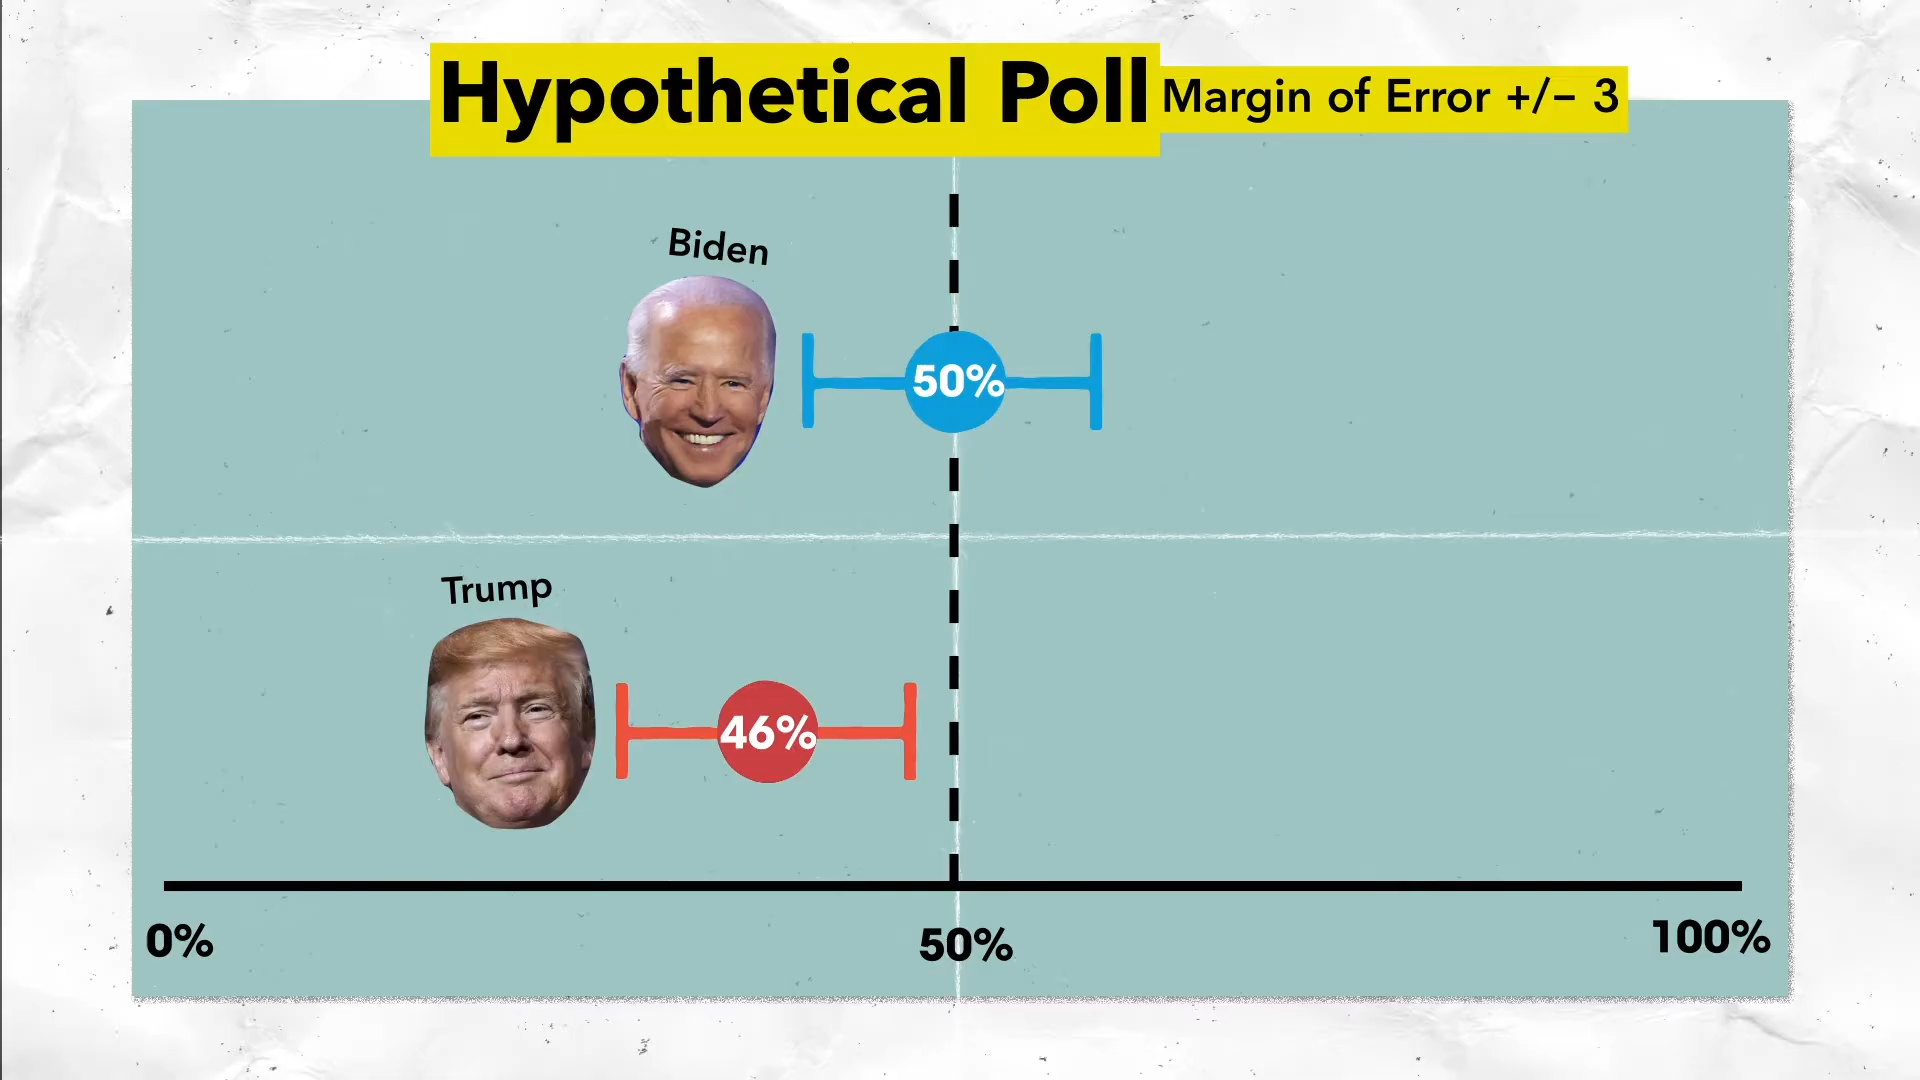 Hypothetical Poll Margin of Error +/− 3
Biden
50%
Trump
46%
0% 50% 100%